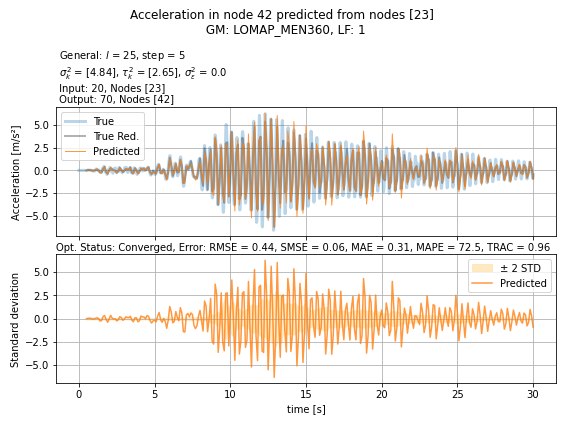 Acceleration in node 42 predicted from nodes [23]
GM: LOMAP_MEN360, LF: 1
General: l = 25, step = 5
σ_k² = [4.84], τ_k² = [2.65], σ_ε² = 0.0
Input: 20, Nodes [23]
Output: 70, Nodes [42]
Acceleration [m/s²]
5.0
2.5
0.0
−2.5
−5.0
True
True Red.
Predicted
Opt. Status: Converged, Error: RMSE = 0.44, SMSE = 0.06, MAE = 0.31, MAPE = 72.5, TRAC = 0.96
Standard deviation
5.0
2.5
0.0
−2.5
−5.0
± 2 STD
Predicted
0 5 10 15 20 25 30
time [s]